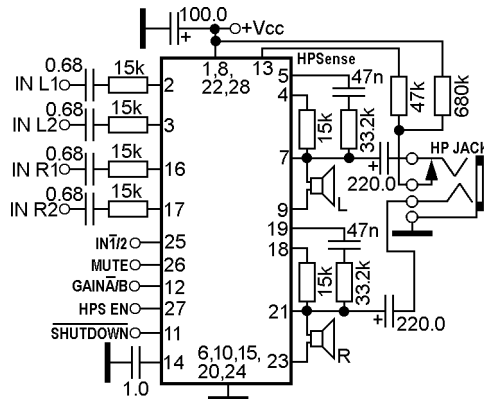 100.0
+Vcc
HPSense
1,8,
22,28
13
5
4
47n
15k
33.2k
47k
680k
0.68
15k
IN L1
2
0.68
15k
IN L2
3
0.68
15k
IN R1
16
0.68
15k
IN R2
17
7
+
220.0
HP JACK
L
9
19
47n
18
15k
33.2k
IN1̅/2
25
MUTE
26
GAINA̅/B
12
HPS EN
27
S̅H̅U̅T̅D̅O̅W̅N̅
11
21
+
220.0
R
23
14
1.0
6,10,15,
20,24
+